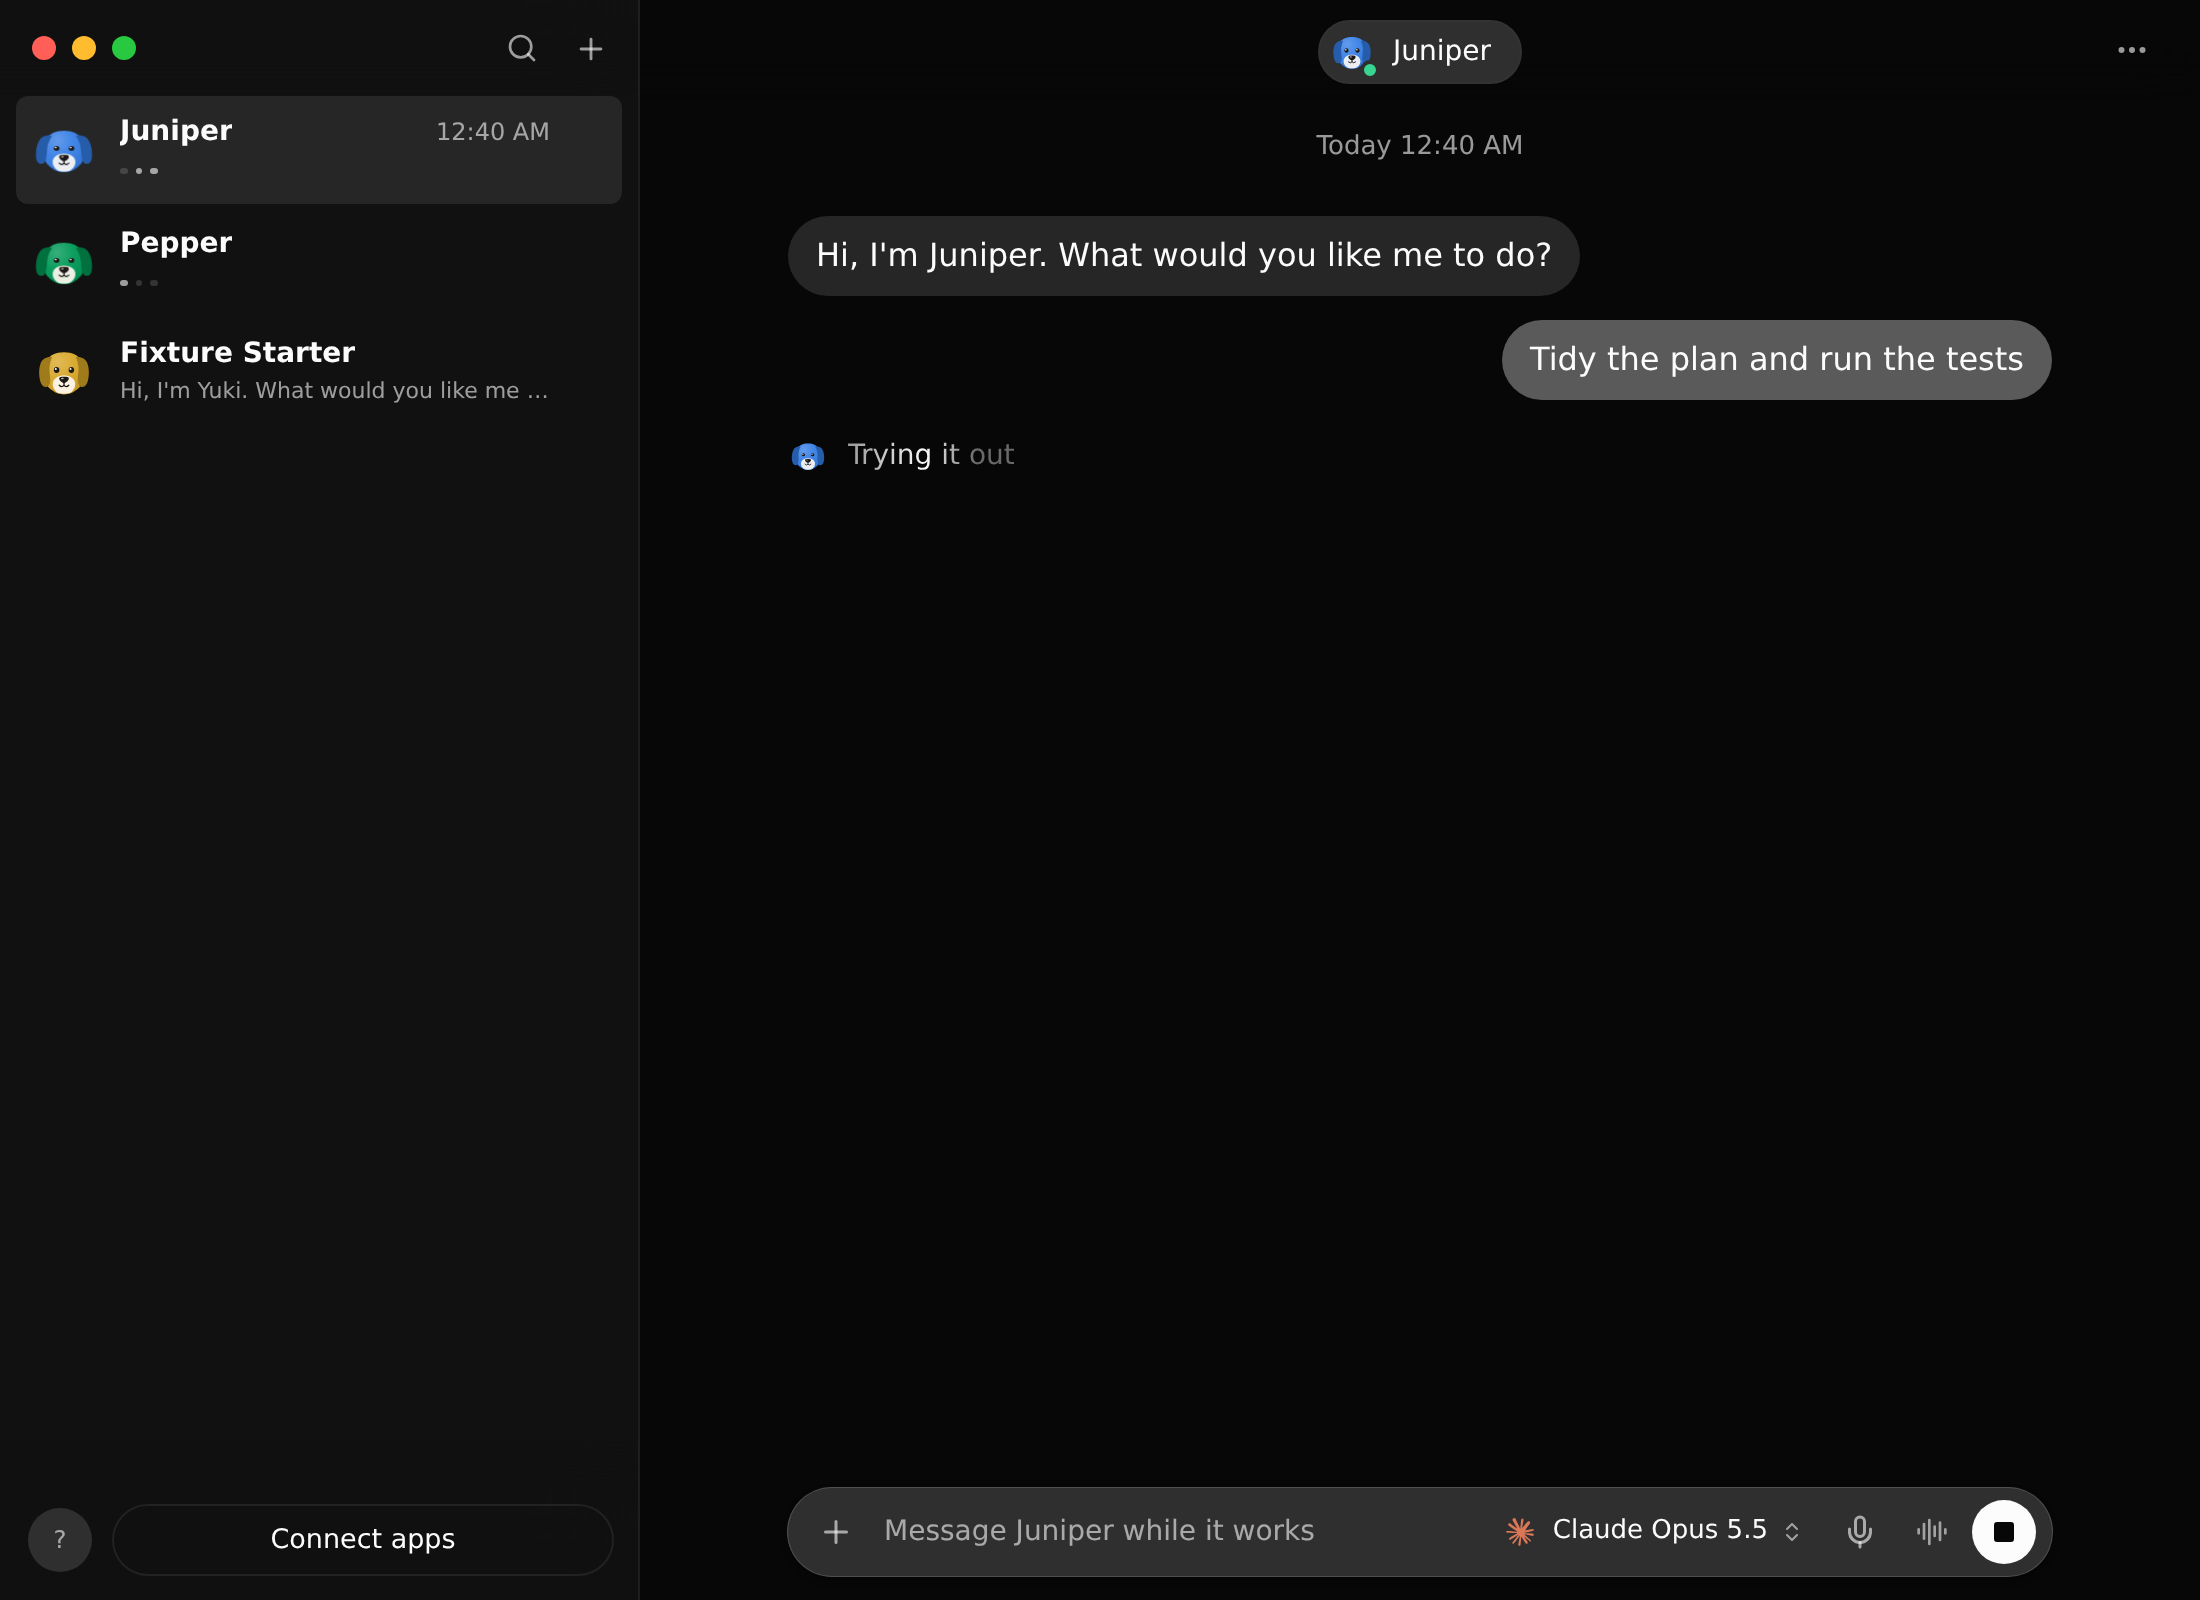 Juniper
12:40 AM
Pepper
Fixture Starter
Hi, I'm Yuki. What would you like me ...
? Connect apps
Juniper
Today 12:40 AM
Hi, I'm Juniper. What would you like me to do?
Tidy the plan and run the tests
Trying it out
Message Juniper while it works
Claude Opus 5.5